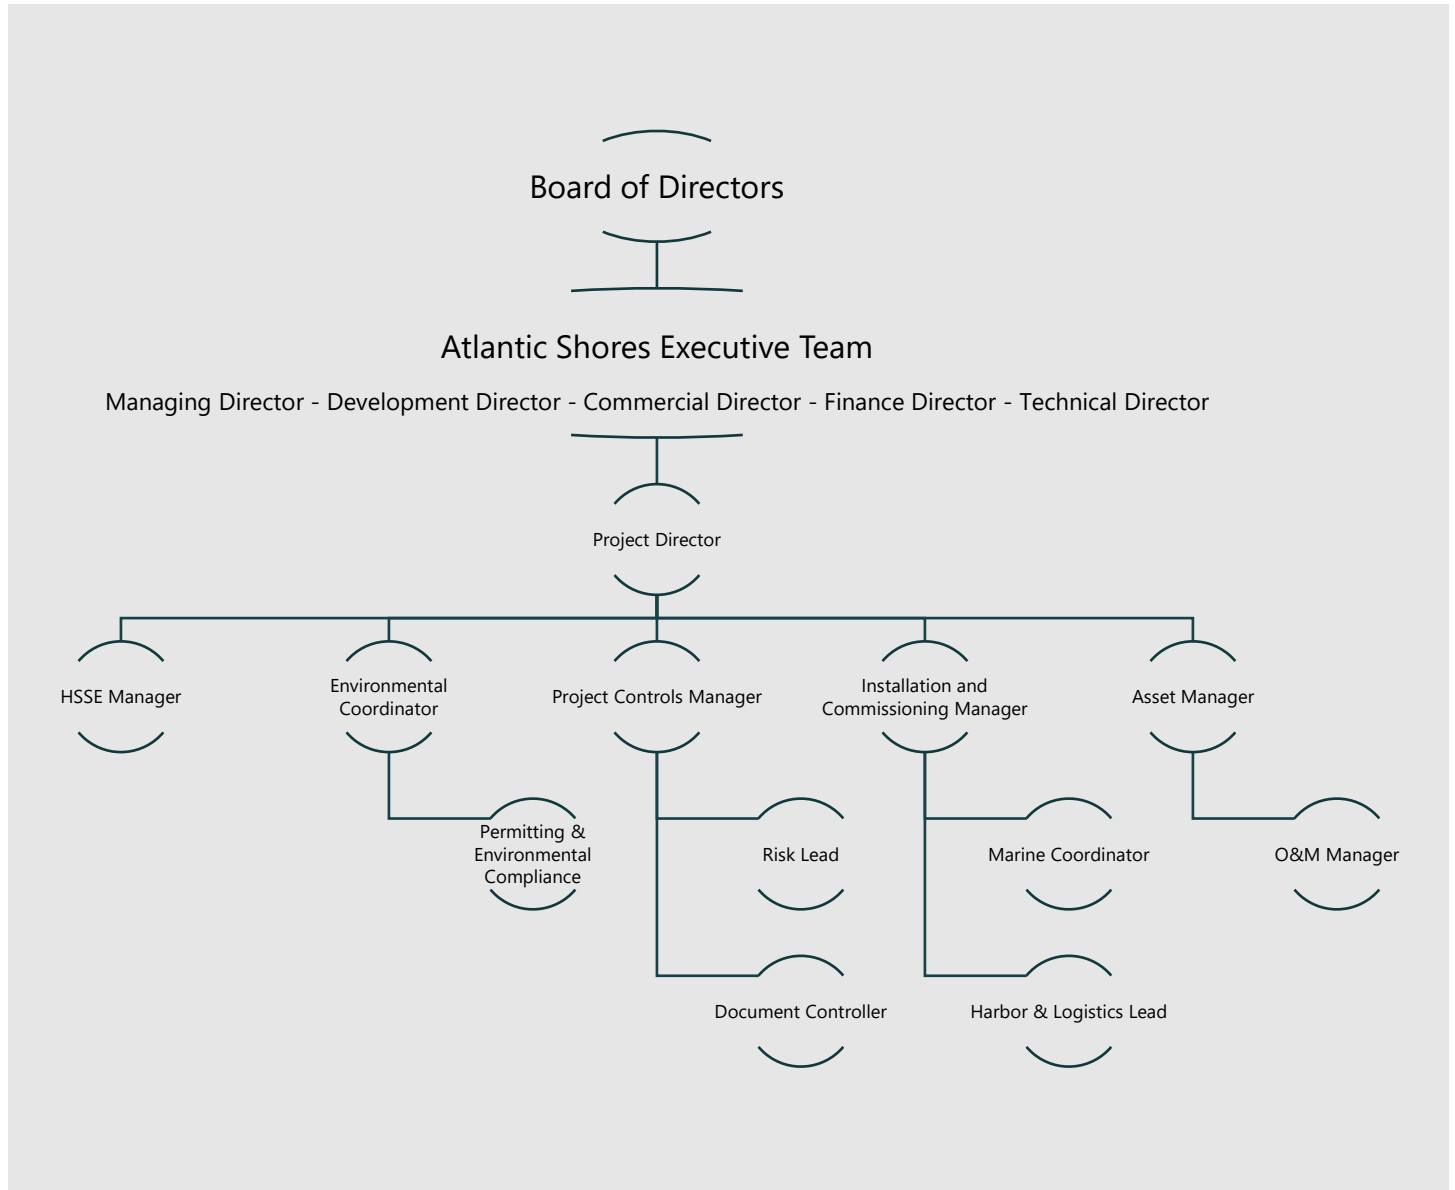 Board of Directors
Atlantic Shores Executive Team
Managing Director - Development Director - Commercial Director - Finance Director - Technical Director
Project Director
HSSE Manager
Environmental
Coordinator
Project Controls Manager
Installation and
Commissioning Manager
Asset Manager
Permitting &
Environmental
Compliance
Risk Lead
Marine Coordinator
O&M Manager
Document Controller
Harbor & Logistics Lead